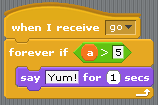 when I receive go
forever if a > 5
say Yum! for 1 secs